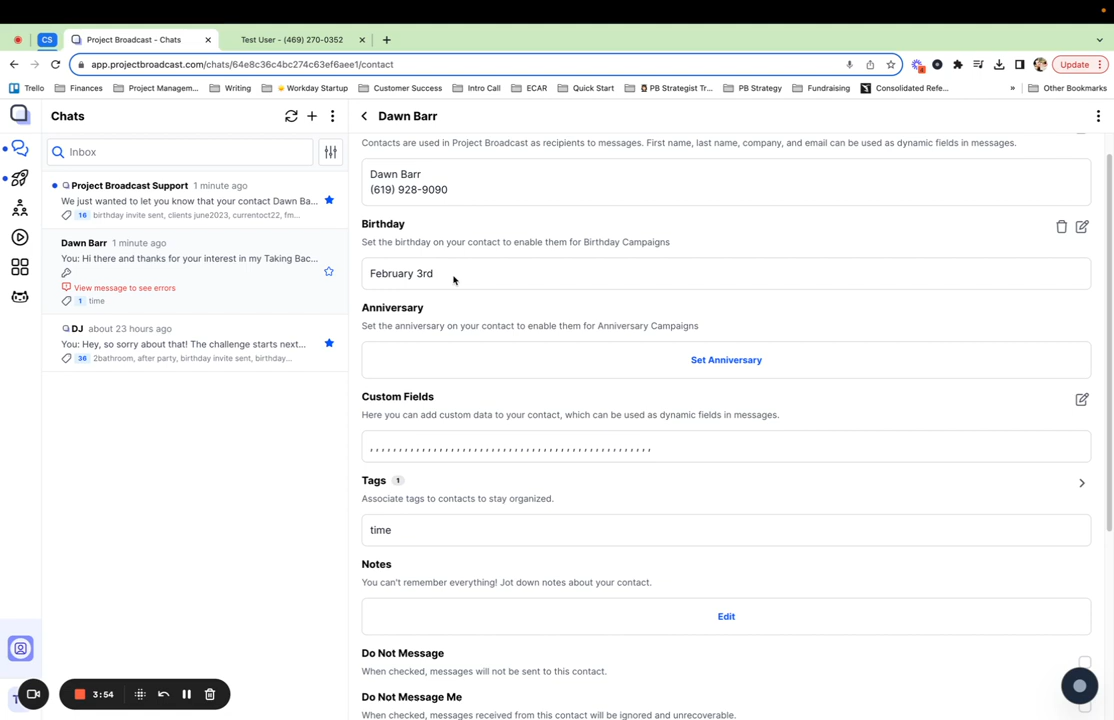 CS
Project Broadcast - Chats
Test User - (469) 270-0352
app.projectbroadcast.com/chats/64e8c36c4bc274c63ef6aee1/contact
4
Update
Trello
Finances
Project Managem...
Writing
Workday Startup
Customer Success
Intro Call
ECAR
Quick Start
PB Strategist Tr...
PB Strategy
Fundraising
Consolidated Refe...
»
Other Bookmarks
Chats
Inbox
Project Broadcast Support 1 minute ago
We just wanted to let you know that your contact Dawn Ba...
16 birthday invite sent, clients june2023, currentoct22, fm...
Dawn Barr 1 minute ago
You: Hi there and thanks for your interest in my Taking Bac...
View message to see errors
1 time
DJ about 23 hours ago
You: Hey, so sorry about that! The challenge starts next...
36 2bathroom, after party, birthday invite sent, birthday...
T
3:54
Dawn Barr
Contacts are used in Project Broadcast as recipients to messages. First name, last name, company, and email can be used as dynamic fields in messages.
Dawn Barr
(619) 928-9090
Birthday
Set the birthday on your contact to enable them for Birthday Campaigns
February 3rd
Anniversary
Set the anniversary on your contact to enable them for Anniversary Campaigns
Set Anniversary
Custom Fields
Here you can add custom data to your contact, which can be used as dynamic fields in messages.
, , , , , , , , , , , , , , , , , , , , , , , , , , , , , , , , , , , , , , , , , , , , , , , ,
Tags 1
Associate tags to contacts to stay organized.
time
Notes
You can't remember everything! Jot down notes about your contact.
Edit
Do Not Message
When checked, messages will not be sent to this contact.
Do Not Message Me
When checked, messages received from this contact will be ignored and unrecoverable.